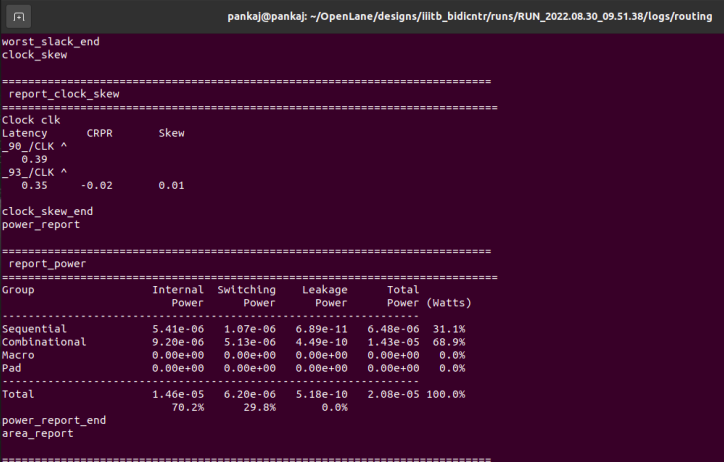 pankaj@pankaj: ~/OpenLane/designs/iiitb_bidicntr/runs/RUN_2022.08.30_09.51.38/logs/routing
worst_slack_end
clock_skew
===========================================================================
 report_clock_skew
============================================================================
Clock clk
Latency      CRPR       Skew
_90_/CLK ^
   0.39
_93_/CLK ^
   0.35     -0.02       0.01
clock_skew_end
power_report
===========================================================================
 report_power
============================================================================
Group                  Internal  Switching    Leakage      Total
                          Power      Power      Power      Power (Watts)
----------------------------------------------------------------
Sequential             5.41e-06   1.07e-06   6.89e-11   6.48e-06  31.1%
Combinational          9.20e-06   5.13e-06   4.49e-10   1.43e-05  68.9%
Macro                  0.00e+00   0.00e+00   0.00e+00   0.00e+00   0.0%
Pad                    0.00e+00   0.00e+00   0.00e+00   0.00e+00   0.0%
----------------------------------------------------------------
Total                  1.46e-05   6.20e-06   5.18e-10   2.08e-05 100.0%
                          70.2%      29.8%       0.0%
power_report_end
area_report
===========================================================================